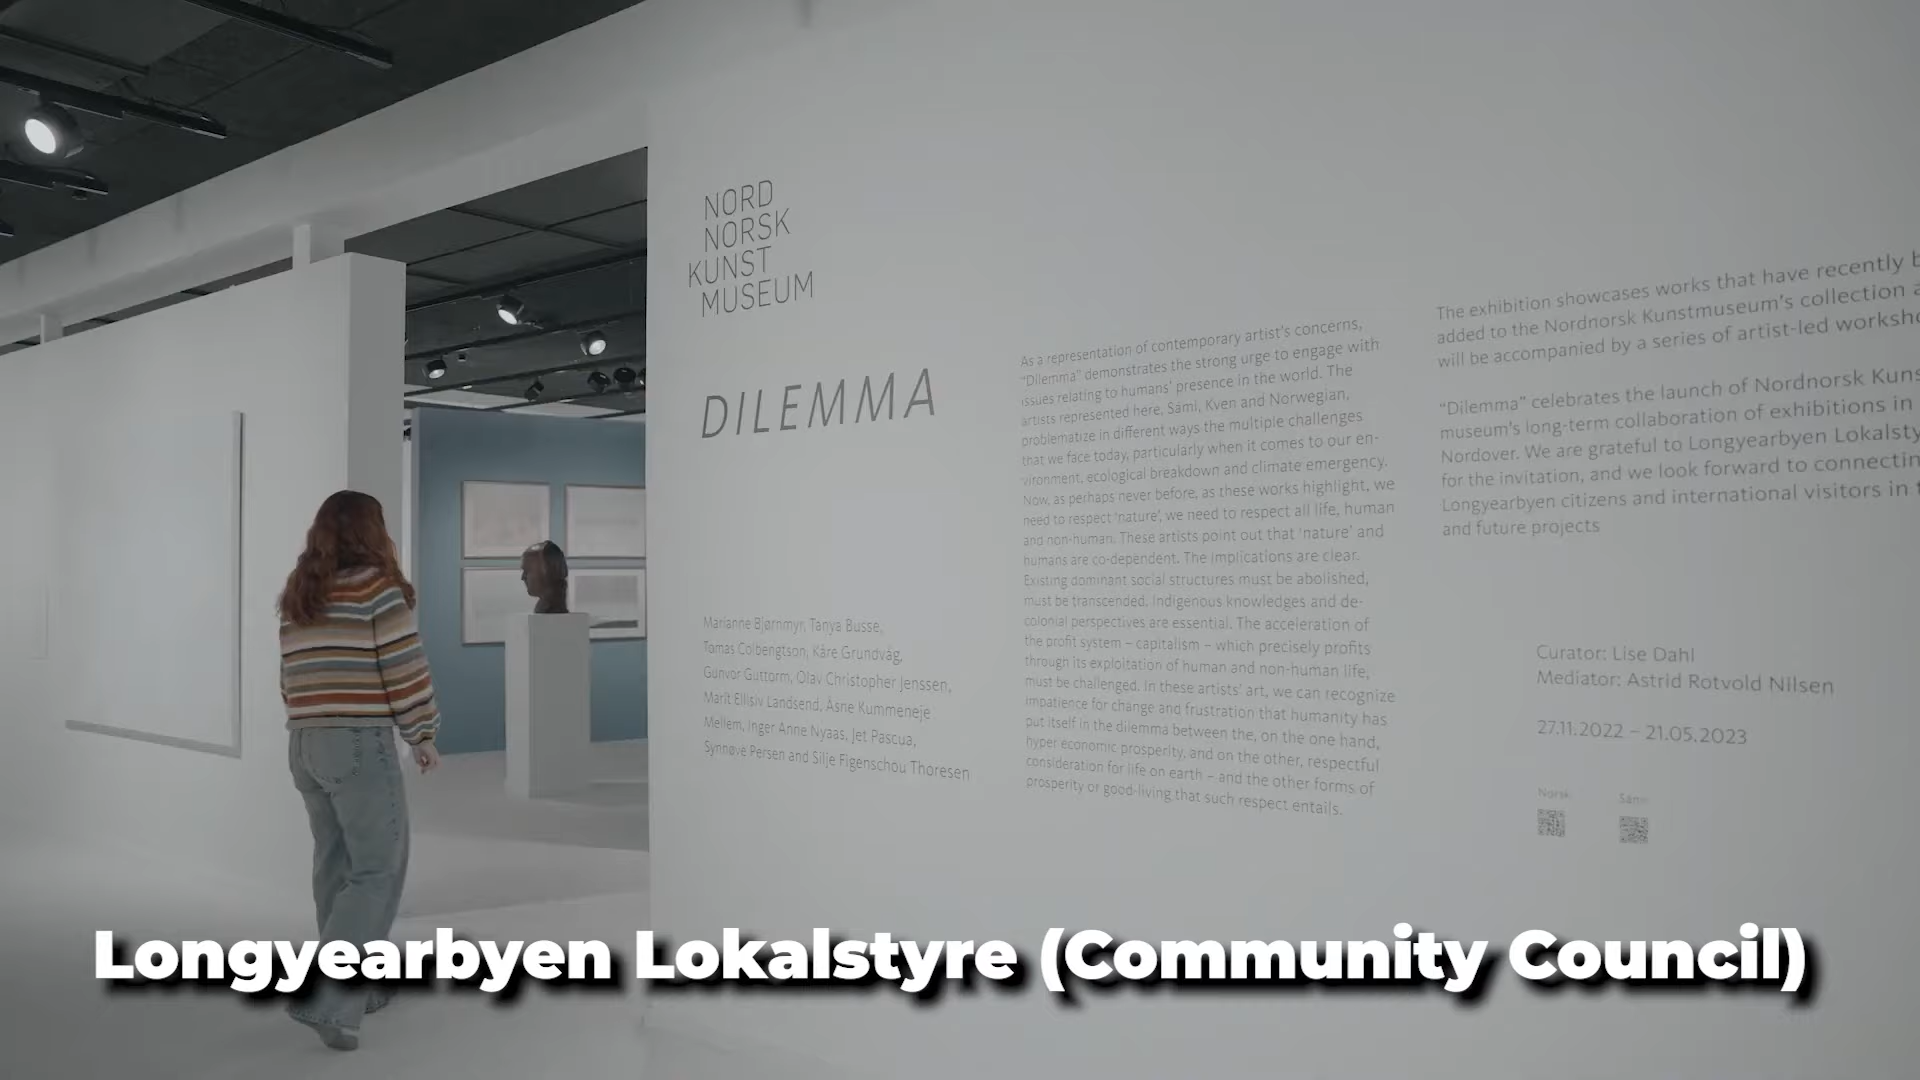 NORD
NORSK
KUNST
MUSEUM
DILEMMA
Marianne Bjørnmyr, Tanya Busse,
Tomas Colbengtson, Kåre Grundvåg,
Gunvor Guttorm, Olav Christopher Jenssen,
Marit Ellisiv Landsend, Åsne Kummeneje
Mellem, Inger Anne Nyaas, Jet Pascua,
Synnøve Persen and Silje Figenschou Thoresen
As a representation of contemporary artist's concerns,
"Dilemma" demonstrates the strong urge to engage with
issues relating to humans' presence in the world. The
artists represented here, Sámi, Kven and Norwegian,
problematize in different ways the multiple challenges
that we face today, particularly when it comes to our en-
vironment, ecological breakdown and climate emergency.
Now, as perhaps never before, as these works highlight, we
need to respect 'nature', we need to respect all life, human
and non-human. These artists point out that 'nature' and
humans are co-dependent. The implications are clear.
Existing dominant social structures must be abolished,
must be transcended. Indigenous knowledges and de-
colonial perspectives are essential. The acceleration of
the profit system – capitalism – which precisely profits
through its exploitation of human and non-human life,
must be challenged. In these artists' art, we can recognize
impatience for change and frustration that humanity has
put itself in the dilemma between the, on the one hand,
hyper economic prosperity, and on the other, respectful
consideration for life on earth – and the other forms of
prosperity or good-living that such respect entails.
The exhibition showcases works that have recently b
added to the Nordnorsk Kunstmuseum's collection a
will be accompanied by a series of artist-led worksho
"Dilemma" celebrates the launch of Nordnorsk Kuns
museum's long-term collaboration of exhibitions in
Nordover. We are grateful to Longyearbyen Lokalsty
for the invitation, and we look forward to connectin
Longyearbyen citizens and international visitors in t
and future projects
Curator: Lise Dahl
Mediator: Astrid Rotvold Nilsen
27.11.2022 – 21.05.2023
Norsk
Longyearbyen Lokalstyre (Community Council)